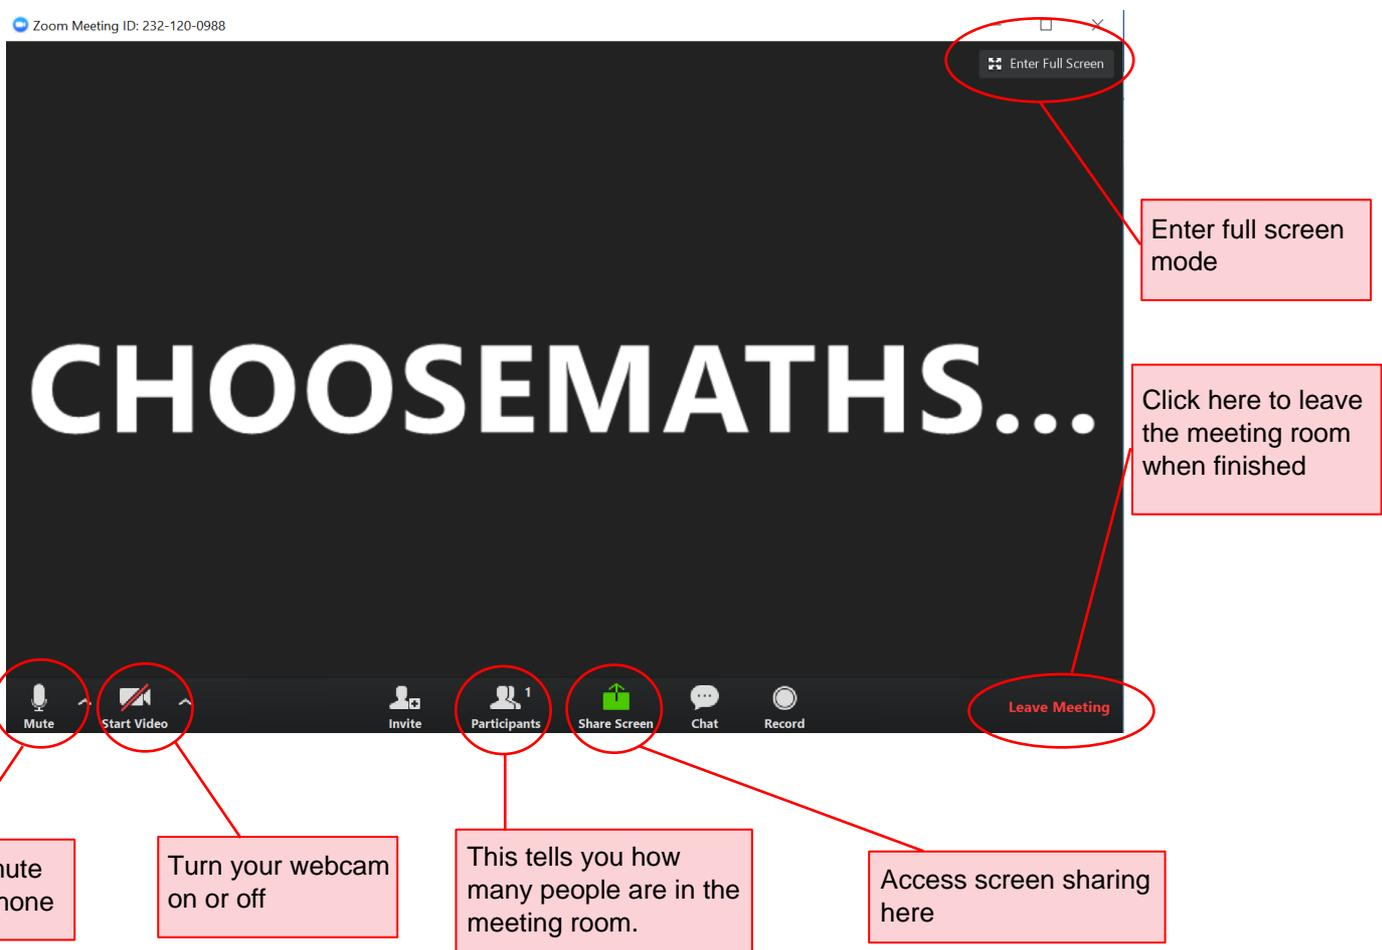 Zoom Meeting ID: 232-120-0988
Enter Full Screen
Enter full screen
mode
CHOOSEMATHS...
Click here to leave
the meeting room
when finished
Mute
Start Video
Invite
1
Participants
Share Screen
Chat
Record
Leave Meeting
Turn your webcam
on or off
This tells you how
many people are in the
meeting room.
Access screen sharing
here